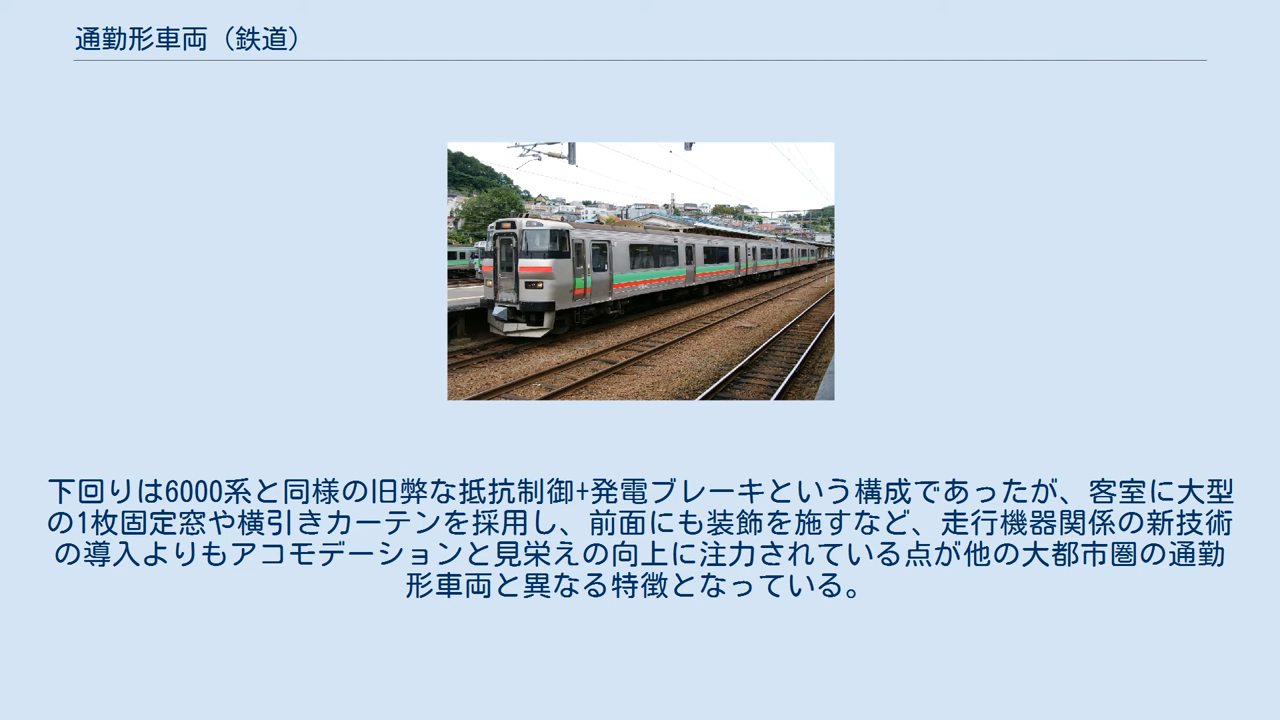 通勤形車両（鉄道）
下回りは6000系と同様の旧弊な抵抗制御+発電ブレーキという構成であったが、客室に大型
の1枚固定窓や横引きカーテンを採用し、前面にも装飾を施すなど、走行機器関係の新技術
の導入よりもアコモデーションと見栄えの向上に注力されている点が他の大都市圏の通勤
形車両と異なる特徴となっている。